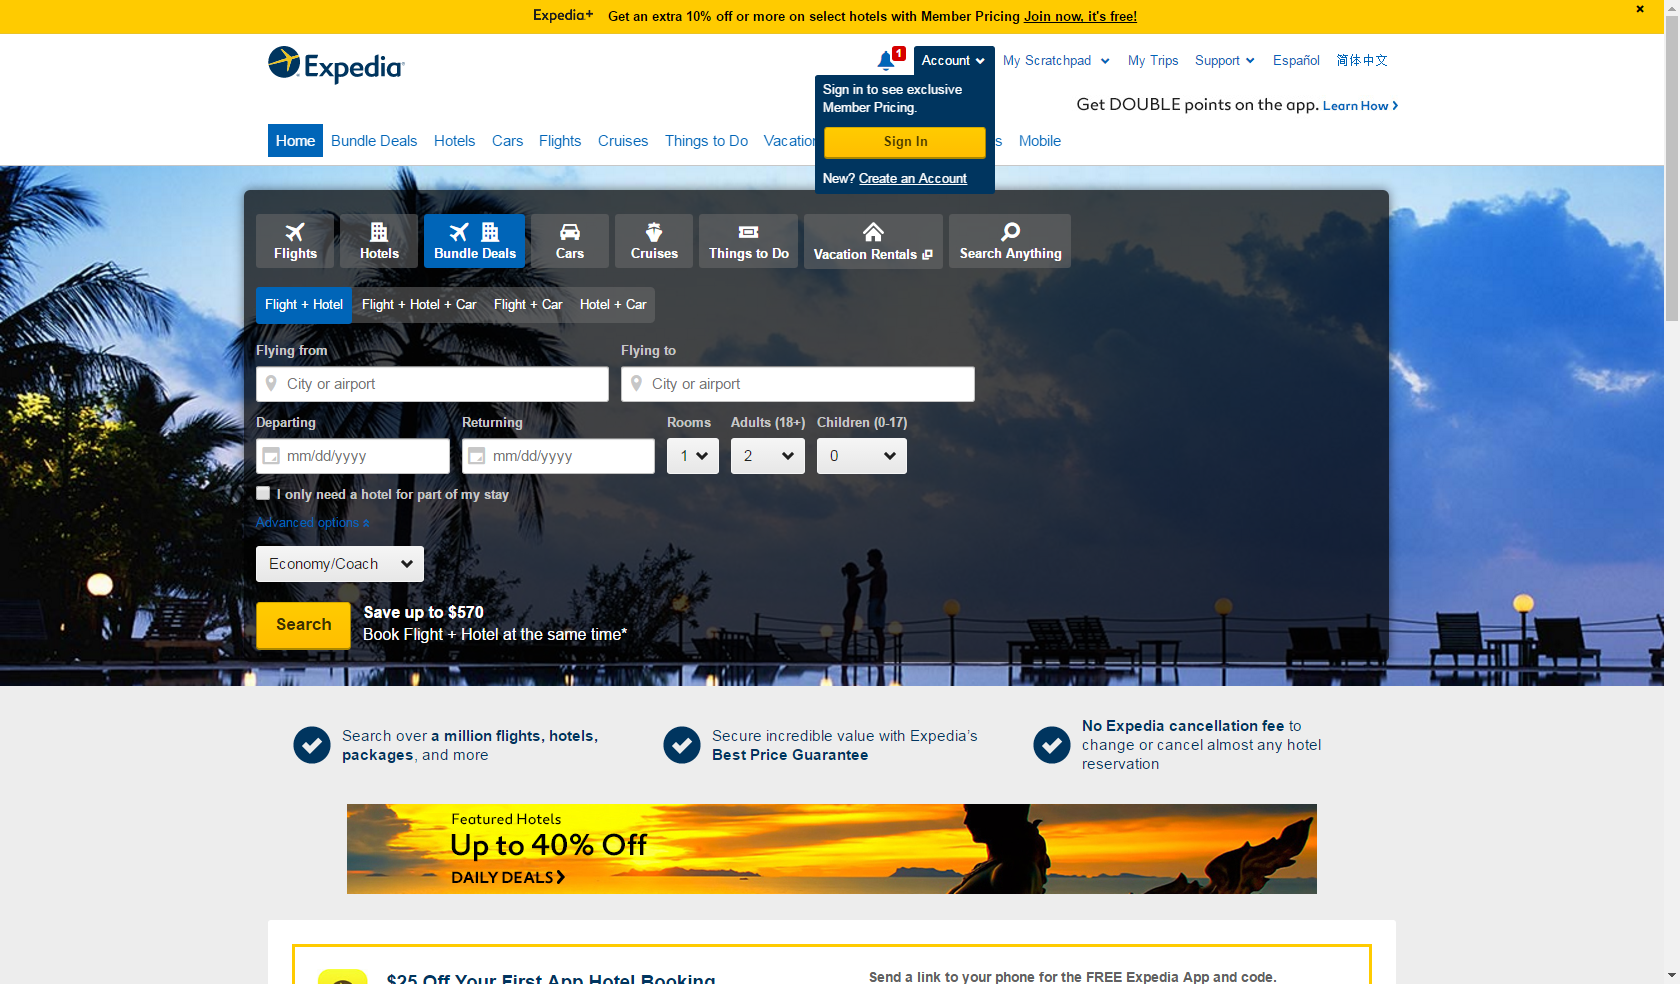 Expedia+ Get an extra 10% off or more on select hotels with Member Pricing Join now, it's free!
×
Expedia
1
Account
My Scratchpad
My Trips
Support
Español
简体中文
Sign in to see exclusive
Member Pricing.
Sign In
New? Create an Account
Get DOUBLE points on the app. Learn How
Home
Bundle Deals
Hotels
Cars
Flights
Cruises
Things to Do
Mobile
Flights
Hotels
Bundle Deals
Cars
Cruises
Things to Do
Vacation Rentals
Search Anything
Flight + Hotel
Flight + Hotel + Car
Flight + Car
Hotel + Car
Flying from
Flying to
City or airport
City or airport
Departing
Returning
Rooms
Adults (18+)
Children (0-17)
mm/dd/yyyy
mm/dd/yyyy
1
2
0
I only need a hotel for part of my stay
Advanced options
Economy/Coach
Search
Save up to $570
Book Flight + Hotel at the same time*
Search over a million flights, hotels,
packages, and more
Secure incredible value with Expedia's
Best Price Guarantee
No Expedia cancellation fee to
change or cancel almost any hotel
reservation
Featured Hotels
Up to 40% Off
DAILY DEALS
$25 Off Your First App Hotel Booking
Send a link to your phone for the FREE Expedia App and code.